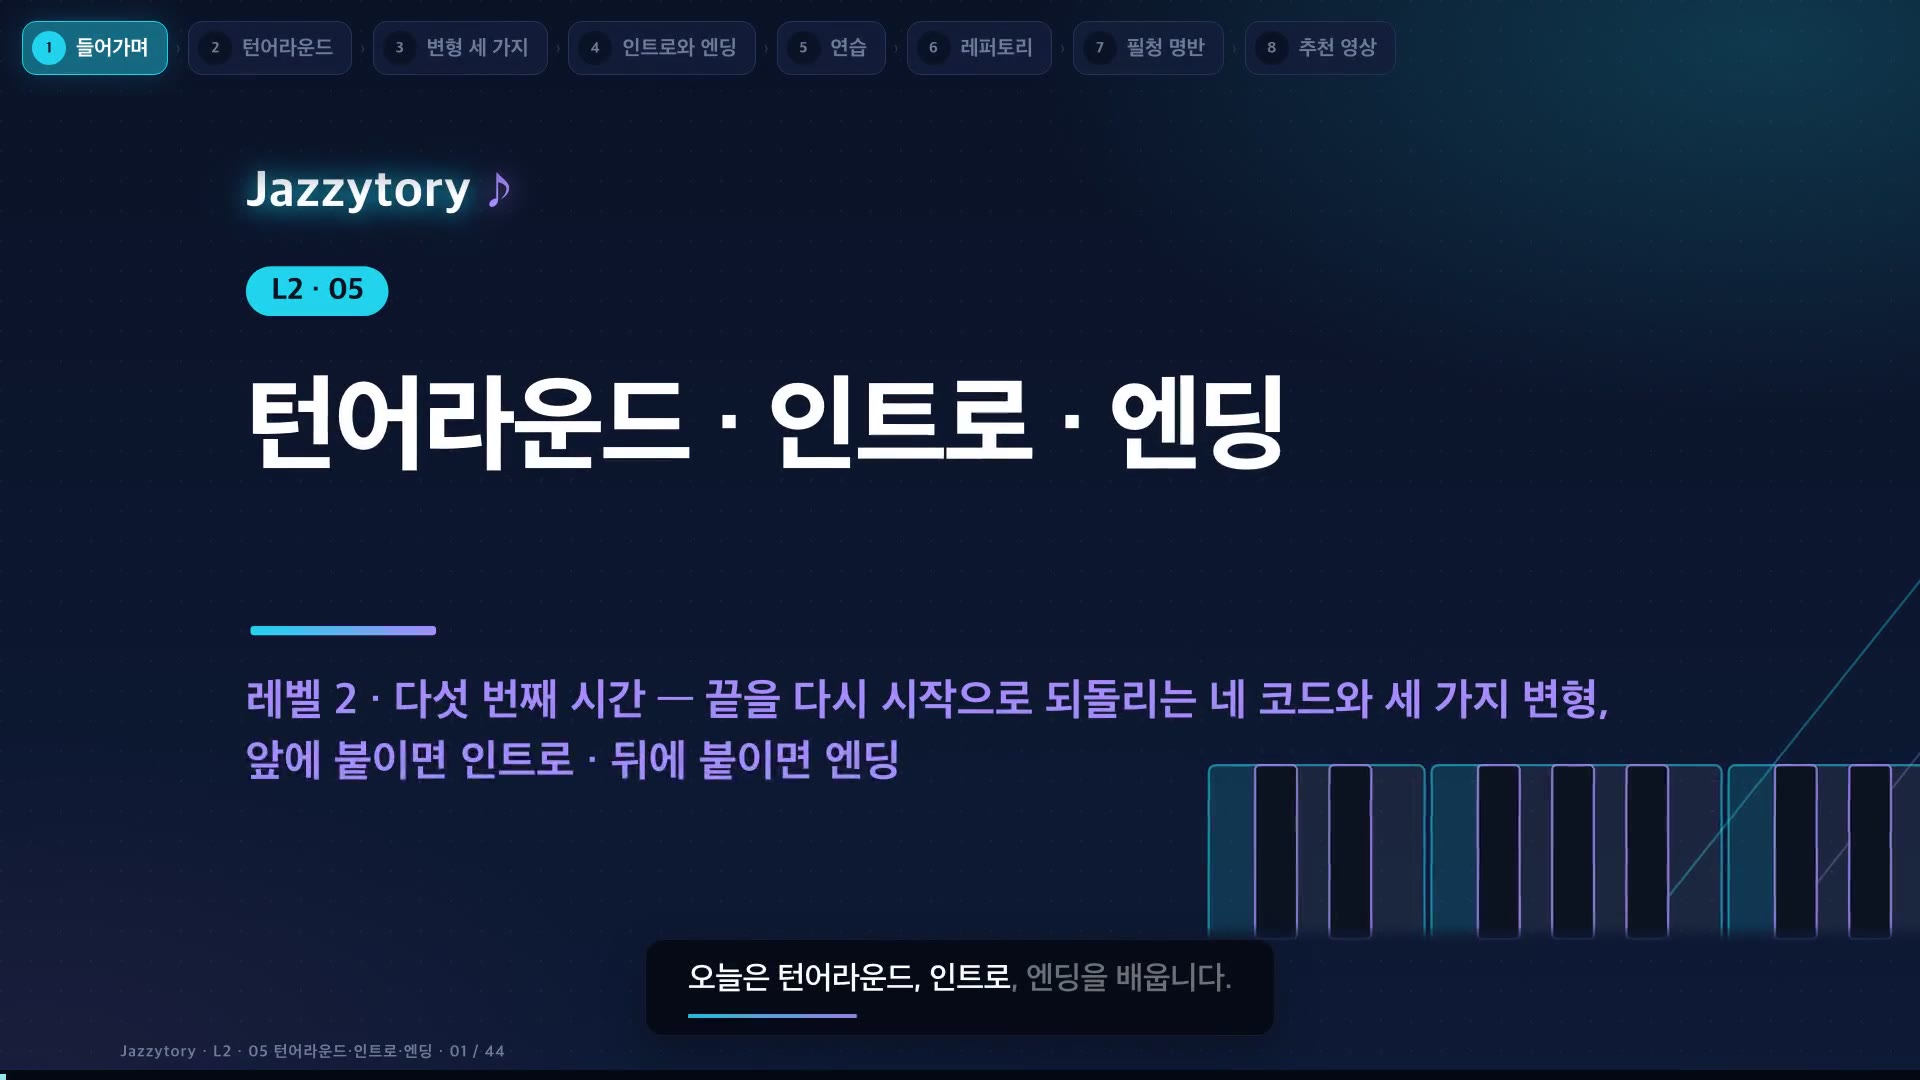 1 들어가며 › 2 턴어라운드 › 3 변형 세 가지 › 4 인트로와 엔딩 › 5 연습 › 6 레퍼토리 › 7 필청 명반 › 8 추천 영상
Jazzytory ♪
L2 · 05
턴어라운드 · 인트로 · 엔딩
레벨 2 · 다섯 번째 시간 — 끝을 다시 시작으로 되돌리는 네 코드와 세 가지 변형,
앞에 붙이면 인트로 · 뒤에 붙이면 엔딩
오늘은 턴어라운드, 인트로, 엔딩을 배웁니다.
Jazzytory · L2 · 05 턴어라운드·인트로·엔딩 · 01 / 44